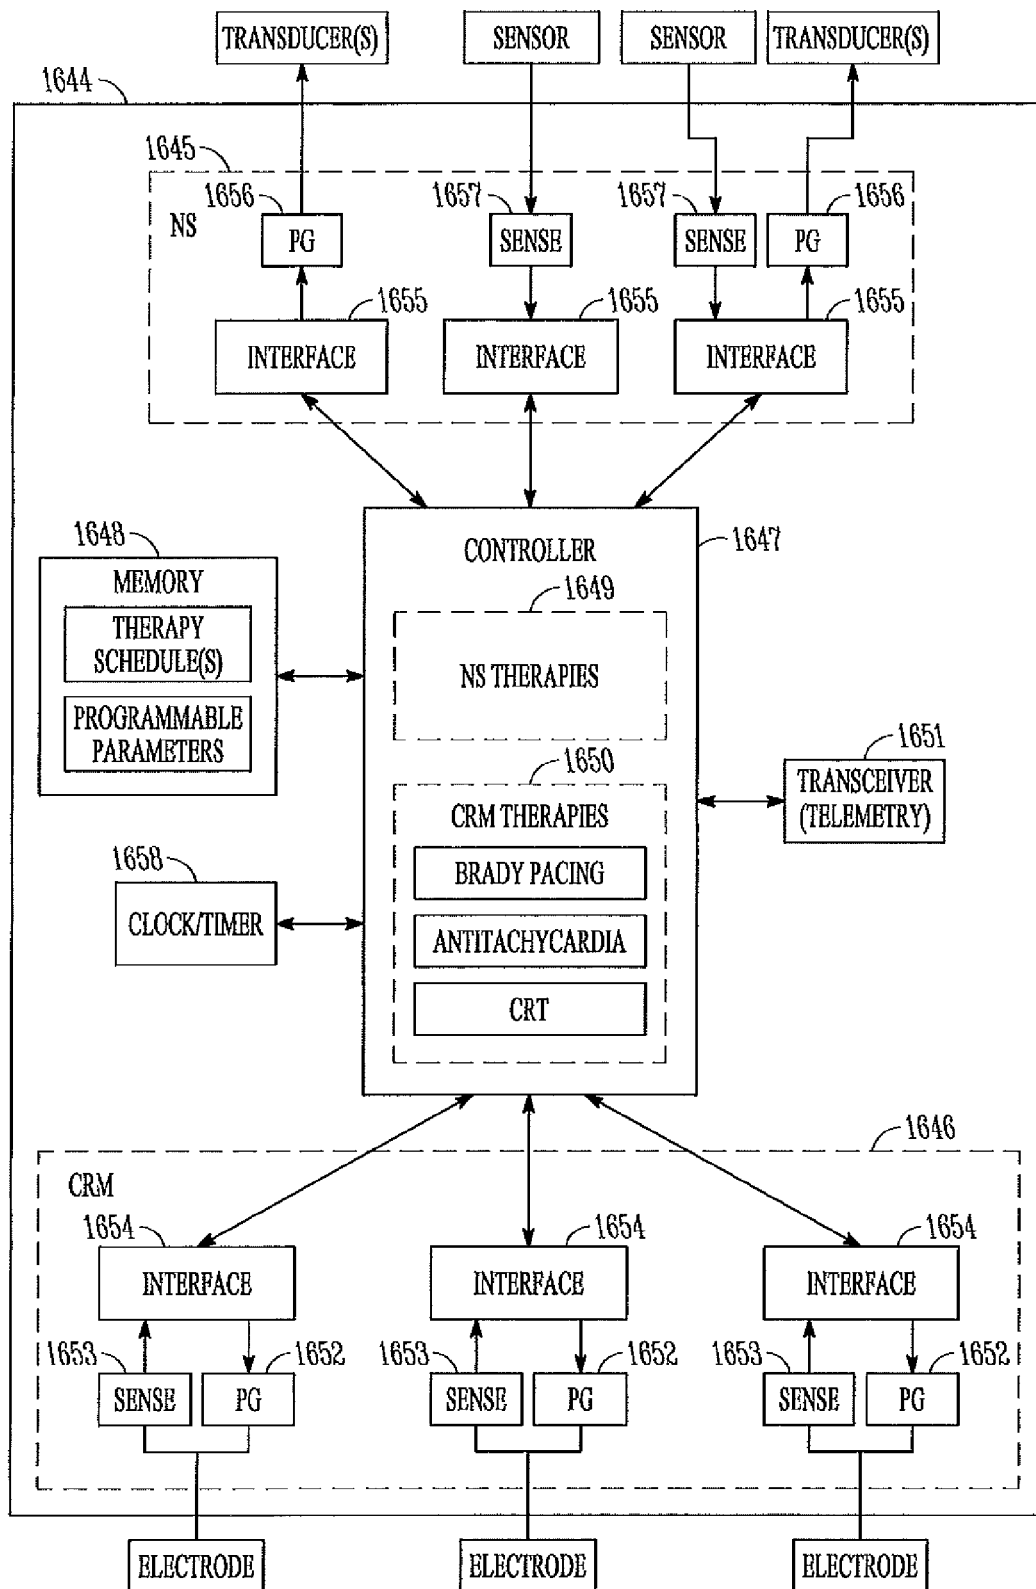 TRANSDUCER(S)
SENSOR
SENSOR
TRANSDUCER(S)
1644
1645
1656
1657
1657
1656
NS
PG
SENSE
SENSE
PG
1655
1655
1655
INTERFACE
INTERFACE
INTERFACE
1648
1647
MEMORY
CONTROLLER
THERAPY
SCHEDULE(S)
1649
NS THERAPIES
PROGRAMMABLE
PARAMETERS
1651
1650
TRANSCEIVER
(TELEMETRY)
CRM THERAPIES
BRADY PACING
1658
CLOCK/TIMER
ANTITACHYCARDIA
CRT
1646
CRM
1654
1654
1654
INTERFACE
INTERFACE
INTERFACE
1653
1652
1653
1652
1653
1652
SENSE
PG
SENSE
PG
SENSE
PG
ELECTRODE
ELECTRODE
ELECTRODE